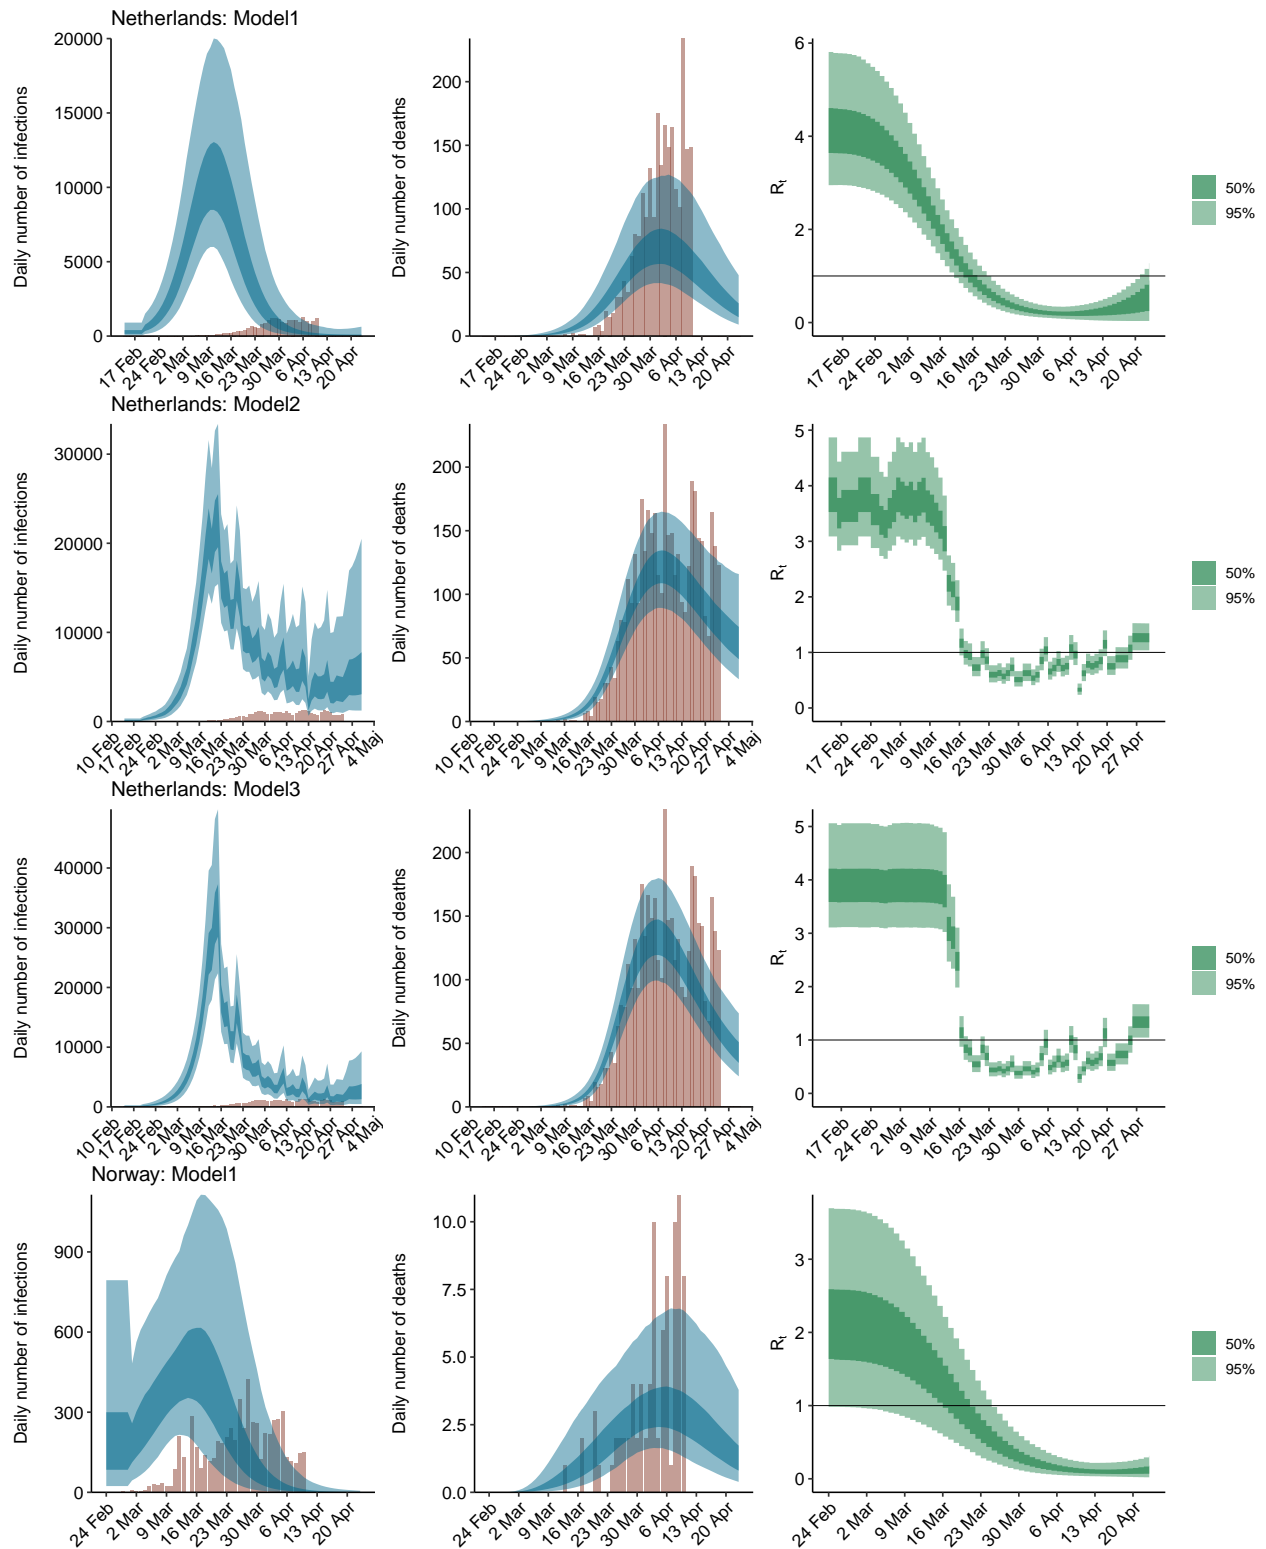 Netherlands: Model1
Daily number of infections
20000
15000
10000
5000
0
17 Feb
24 Feb
2 Mar
9 Mar
16 Mar
23 Mar
30 Mar
6 Apr
13 Apr
20 Apr
Daily number of deaths
200
150
100
50
0
17 Feb
24 Feb
2 Mar
9 Mar
16 Mar
23 Mar
30 Mar
6 Apr
13 Apr
20 Apr
Rt
6
4
2
0
17 Feb
24 Feb
2 Mar
9 Mar
16 Mar
23 Mar
30 Mar
6 Apr
13 Apr
20 Apr
50%
95%
Netherlands: Model2
Daily number of infections
30000
20000
10000
0
10 Feb
17 Feb
24 Feb
2 Mar
9 Mar
16 Mar
23 Mar
30 Mar
6 Apr
13 Apr
20 Apr
27 Apr
4 Maj
Daily number of deaths
200
150
100
50
0
10 Feb
17 Feb
24 Feb
2 Mar
9 Mar
16 Mar
23 Mar
30 Mar
6 Apr
13 Apr
20 Apr
27 Apr
4 Maj
Rt
5
4
3
2
1
0
17 Feb
24 Feb
2 Mar
9 Mar
16 Mar
23 Mar
30 Mar
6 Apr
13 Apr
20 Apr
27 Apr
50%
95%
Netherlands: Model3
Daily number of infections
40000
30000
20000
10000
0
10 Feb
17 Feb
24 Feb
2 Mar
9 Mar
16 Mar
23 Mar
30 Mar
6 Apr
13 Apr
20 Apr
27 Apr
4 Maj
Daily number of deaths
200
150
100
50
0
10 Feb
17 Feb
24 Feb
2 Mar
9 Mar
16 Mar
23 Mar
30 Mar
6 Apr
13 Apr
20 Apr
27 Apr
4 Maj
Rt
5
4
3
2
1
0
17 Feb
24 Feb
2 Mar
9 Mar
16 Mar
23 Mar
30 Mar
6 Apr
13 Apr
20 Apr
27 Apr
50%
95%
Norway: Model1
Daily number of infections
900
600
300
0
24 Feb
2 Mar
9 Mar
16 Mar
23 Mar
30 Mar
6 Apr
13 Apr
20 Apr
Daily number of deaths
10.0
7.5
5.0
2.5
0.0
24 Feb
2 Mar
9 Mar
16 Mar
23 Mar
30 Mar
6 Apr
13 Apr
20 Apr
Rt
3
2
1
0
24 Feb
2 Mar
9 Mar
16 Mar
23 Mar
30 Mar
6 Apr
13 Apr
20 Apr
50%
95%